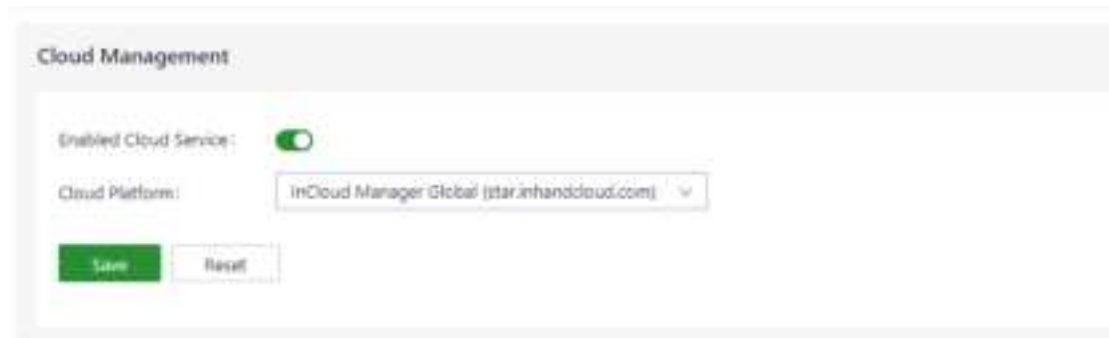 Cloud Management
Enabled Cloud Service:
Cloud Platform: InCloud Manager Global (star.inhandcloud.com)
Save Reset